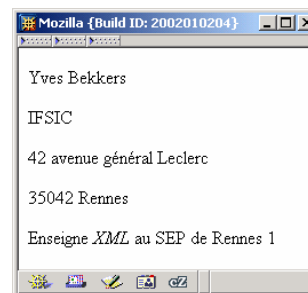 Mozilla {Build ID: 2002010204}
Yves Bekkers
IFSIC
42 avenue général Leclerc
35042 Rennes
Enseigne XML au SEP de Rennes 1